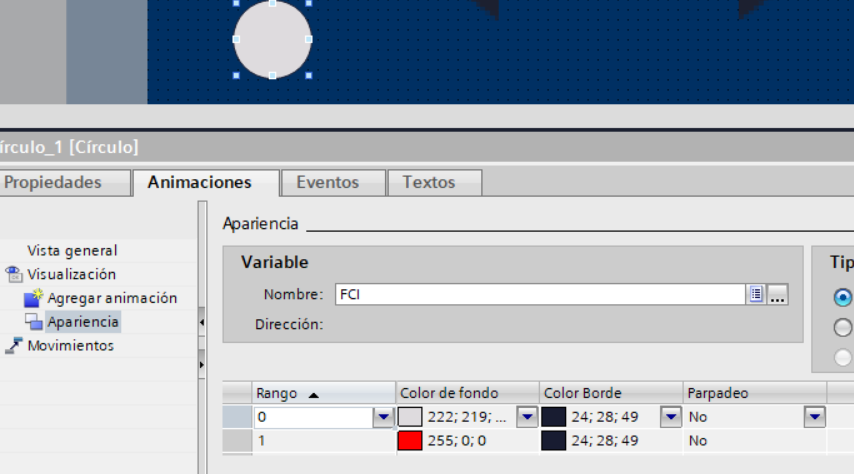 írculo_1 [Círculo]
Propiedades Animaciones Eventos Textos
Apariencia
Vista general
Visualización
Agregar animación
Apariencia
Movimientos
Variable
Nombre: FCI ...
Dirección:
Tip
Rango Color de fondo Color Borde Parpadeo
0 222; 219; ... 24; 28; 49 No
1 255; 0; 0 24; 28; 49 No